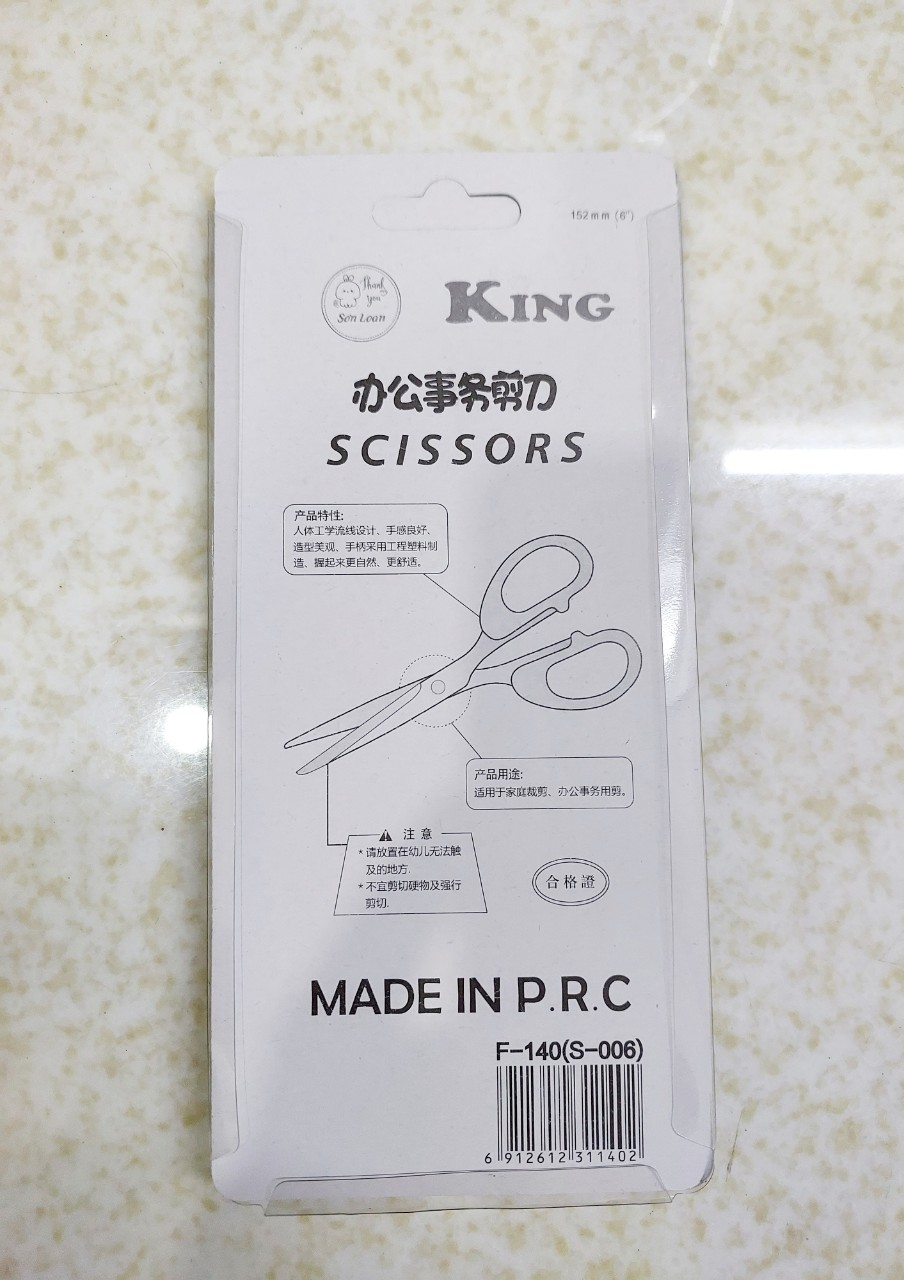 152mm (6")
Thank
you
Sơn Loan
KING
办公事务剪刀
SCISSORS
产品特性:
人体工学流线设计、手感良好、
造型美观、手柄采用工程塑料制
造、握起来更自然、更舒适。
产品用途:
适用于家庭裁剪、办公事务用剪。
注意
*请放置在幼儿无法触
及的地方.
*不宜剪切硬物及强行
剪切.
合格證
MADE IN P.R.C
F-140(S-006)
6 912612 311402